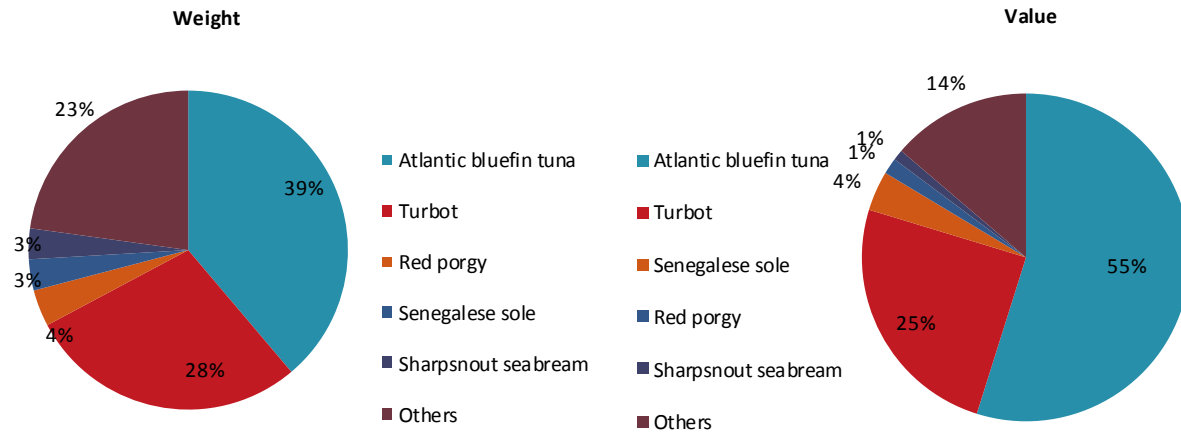 Weight
23%
39%
3%
3%
4%
28%
Atlantic bluefin tuna
Turbot
Red porgy
Senegalese sole
Sharpsnout seabream
Others
Value
14%
1%
1%
4%
55%
25%
Atlantic bluefin tuna
Turbot
Senegalese sole
Red porgy
Sharpsnout seabream
Others